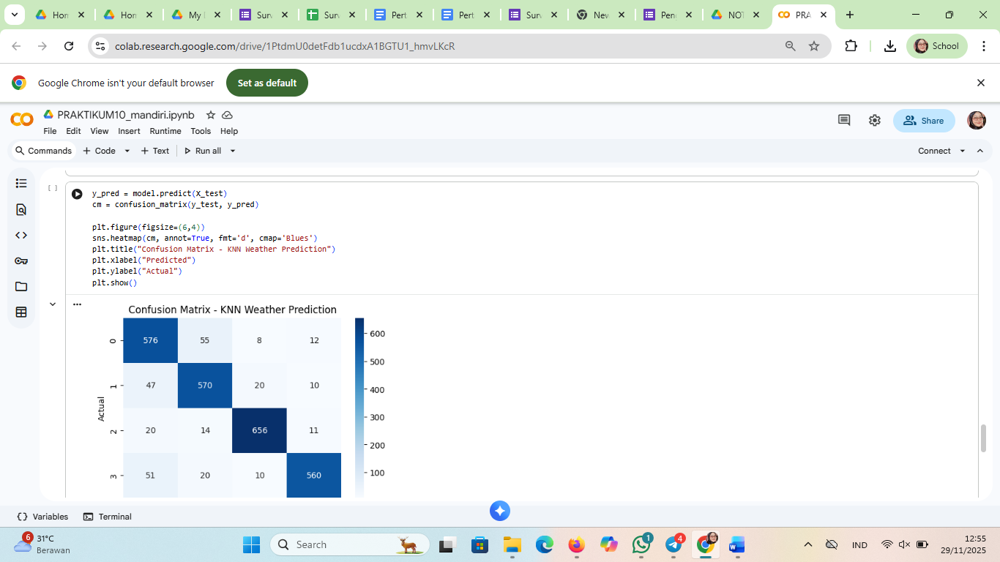 Hon
Hon
My
Surv
Surv
Pert
Pert
Surv
New
Pen
NOT
PRA
colab.research.google.com/drive/1PtdmU0detFdb1ucdxA1BGTU1_hmvLKcR
School
Google Chrome isn't your default browser
Set as default
PRAKTIKUM10_mandiri.ipynb
File Edit View Insert Runtime Tools Help
Share
Commands + Code + Text Run all
Connect
[ ]
y_pred = model.predict(X_test)
cm = confusion_matrix(y_test, y_pred)
plt.figure(figsize=(6,4))
sns.heatmap(cm, annot=True, fmt='d', cmap='Blues')
plt.title("Confusion Matrix - KNN Weather Prediction")
plt.xlabel("Predicted")
plt.ylabel("Actual")
plt.show()
Confusion Matrix - KNN Weather Prediction
0 576 55 8 12
1 47 570 20 10
2 20 14 656 11
3 51 20 10 560
Actual
600
500
400
300
200
100
Variables Terminal
6
31°C
Berawan
Search
1
4
IND
12:55
29/11/2025